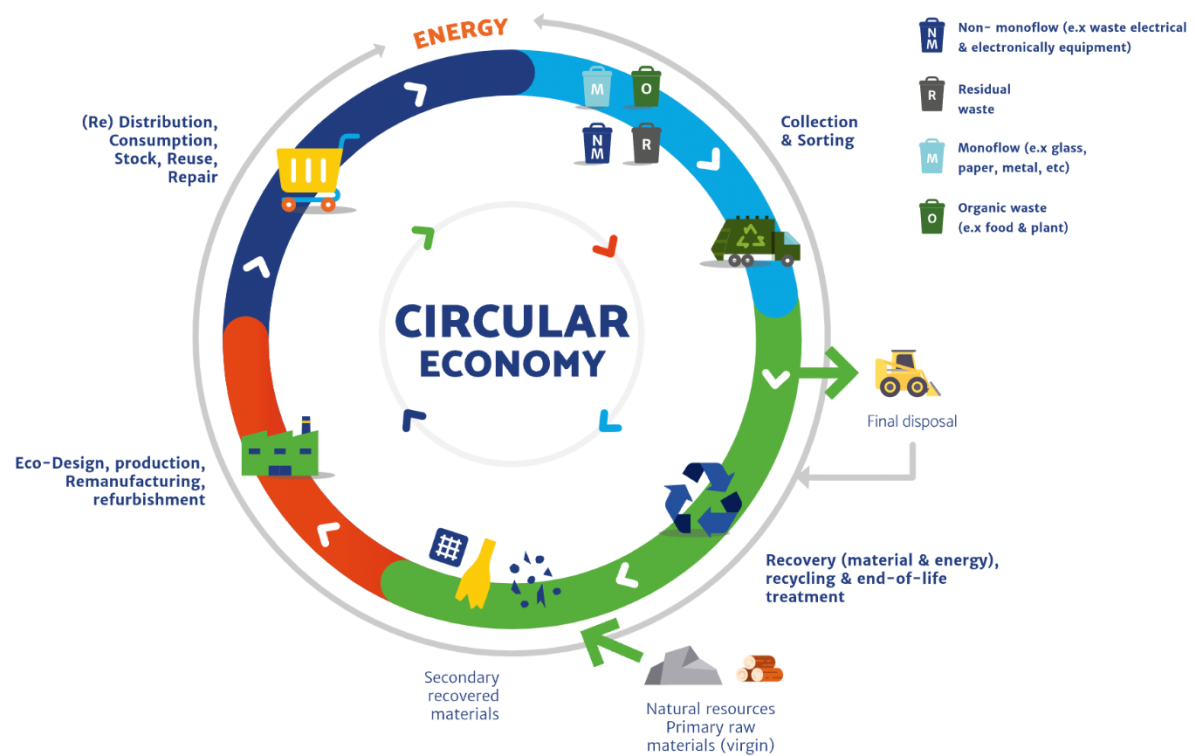 ENERGY
(Re) Distribution,
Consumption,
Stock, Reuse,
Repair
M
O
N
M
R
Collection
& Sorting
N
M
Non- monoflow (e.x waste electrical
& electronically equipment)
R
Residual
waste
M
Monoflow (e.x glass,
paper, metal, etc)
O
Organic waste
(e.x food & plant)
CIRCULAR
ECONOMY
Final disposal
Eco-Design, production,
Remanufacturing,
refurbishment
Recovery (material & energy),
recycling & end-of-life
treatment
Secondary
recovered
materials
Natural resources
Primary raw
materials (virgin)